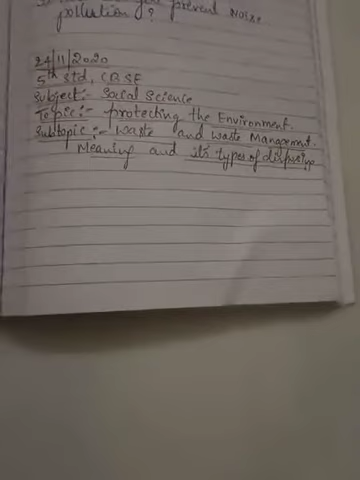 prevent Noise
pollution ?
24/11/2020
5th Std, CBSE
Subject:- Social Science
Topic:- protecting the Environment.
Subtopic:- Waste and Waste Management.
Meaning and its types of